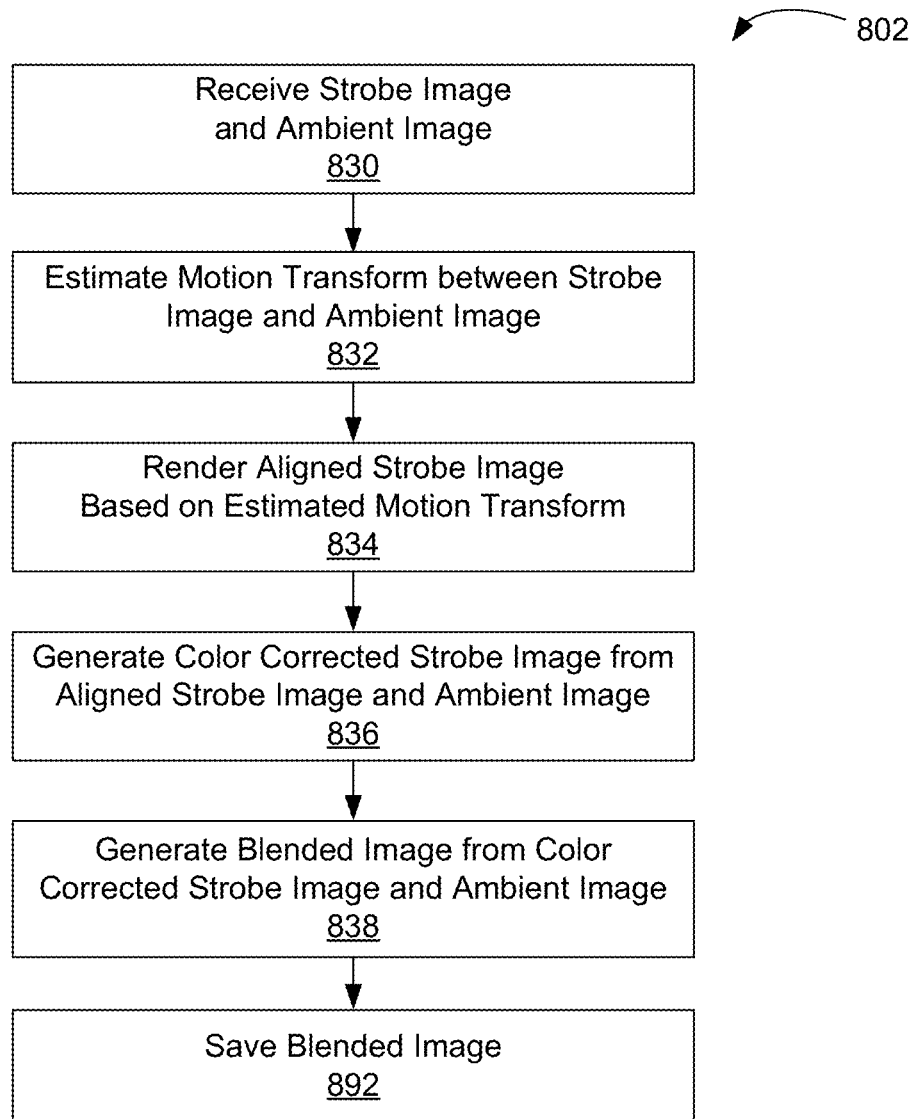 802
Receive Strobe Image
and Ambient Image
830
Estimate Motion Transform between Strobe
Image and Ambient Image
832
Render Aligned Strobe Image
Based on Estimated Motion Transform
834
Generate Color Corrected Strobe Image from
Aligned Strobe Image and Ambient Image
836
Generate Blended Image from Color
Corrected Strobe Image and Ambient Image
838
Save Blended Image
892